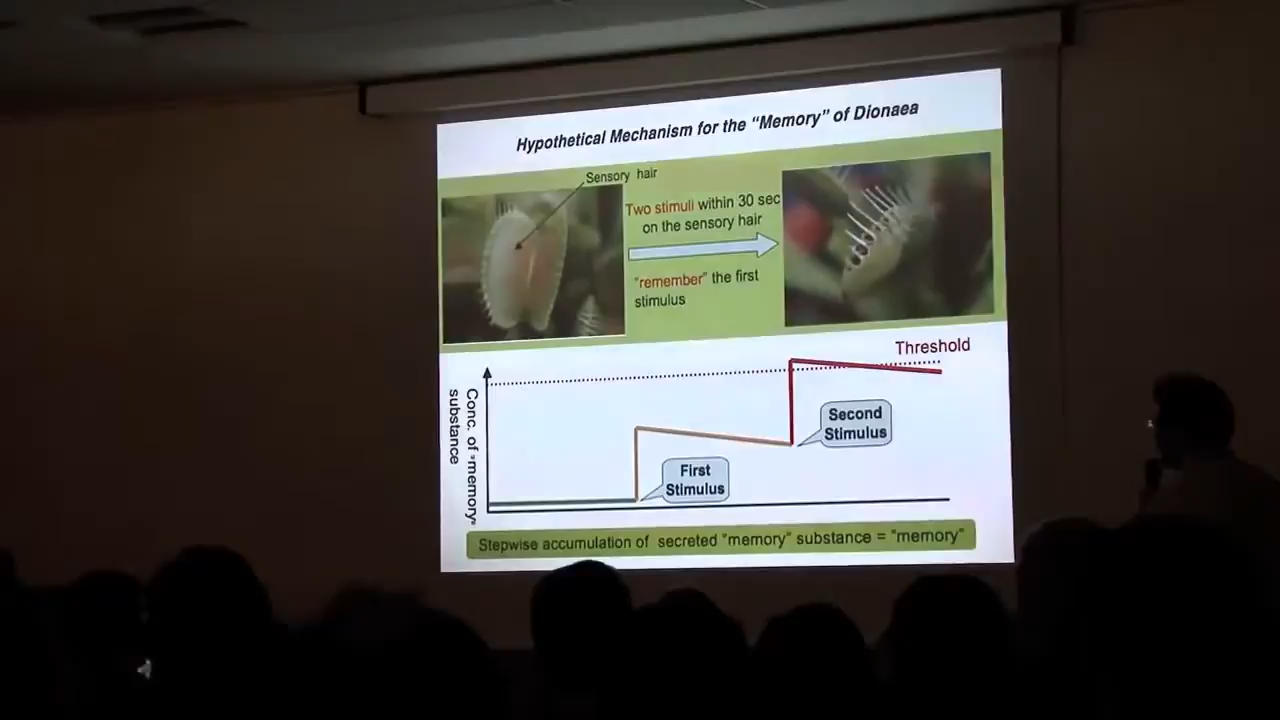 Hypothetical Mechanism for the “Memory” of Dionaea
Sensory hair
Two stimuli within 30 sec
on the sensory hair
“remember” the first
stimulus
Threshold
Conc. of “memory”
substance
Second
Stimulus
First
Stimulus
Stepwise accumulation of secreted “memory” substance = “memory”